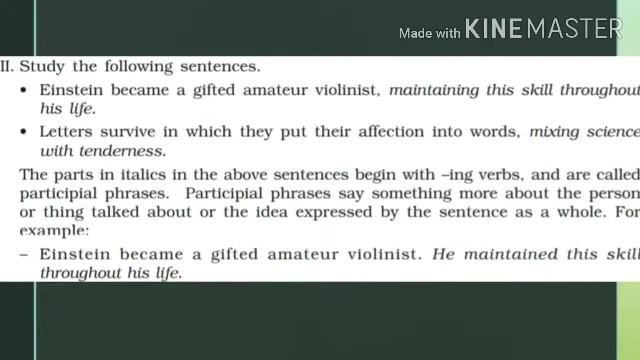 Made with KINEMASTER
II. Study the following sentences.
• Einstein became a gifted amateur violinist, maintaining this skill throughout
his life.
• Letters survive in which they put their affection into words, mixing science
with tenderness.
The parts in italics in the above sentences begin with –ing verbs, and are called
participial phrases. Participial phrases say something more about the person
or thing talked about or the idea expressed by the sentence as a whole. For
example:
– Einstein became a gifted amateur violinist. He maintained this skill
throughout his life.